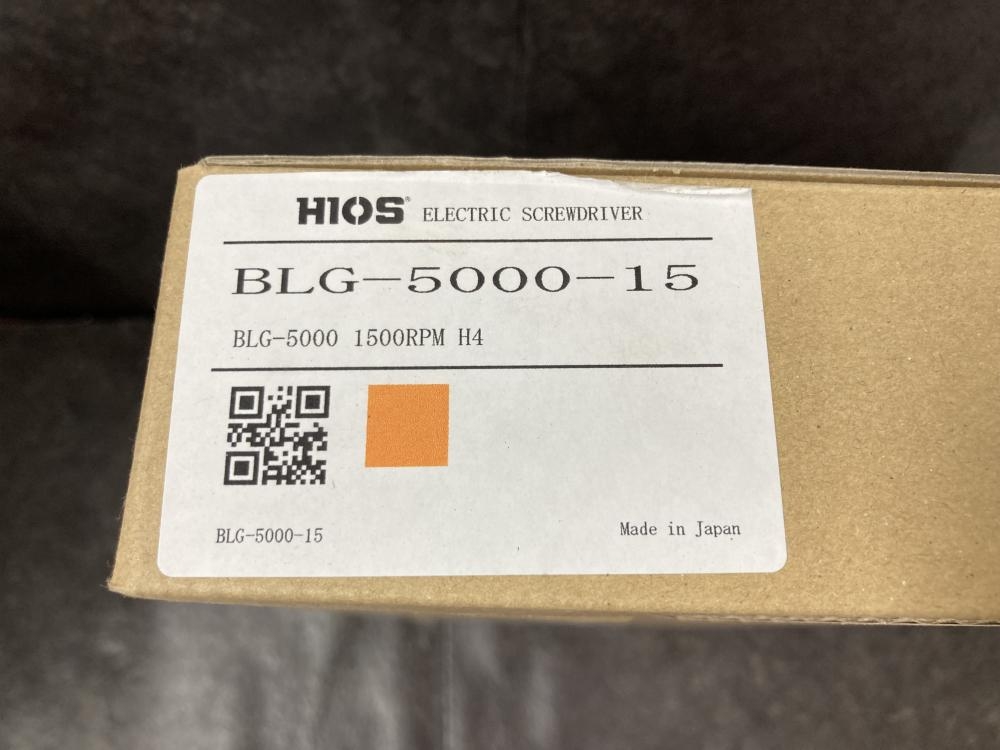 HIOS® ELECTRIC SCREWDRIVER
BLG-5000-15
BLG-5000 1500RPM H4
BLG-5000-15
Made in Japan